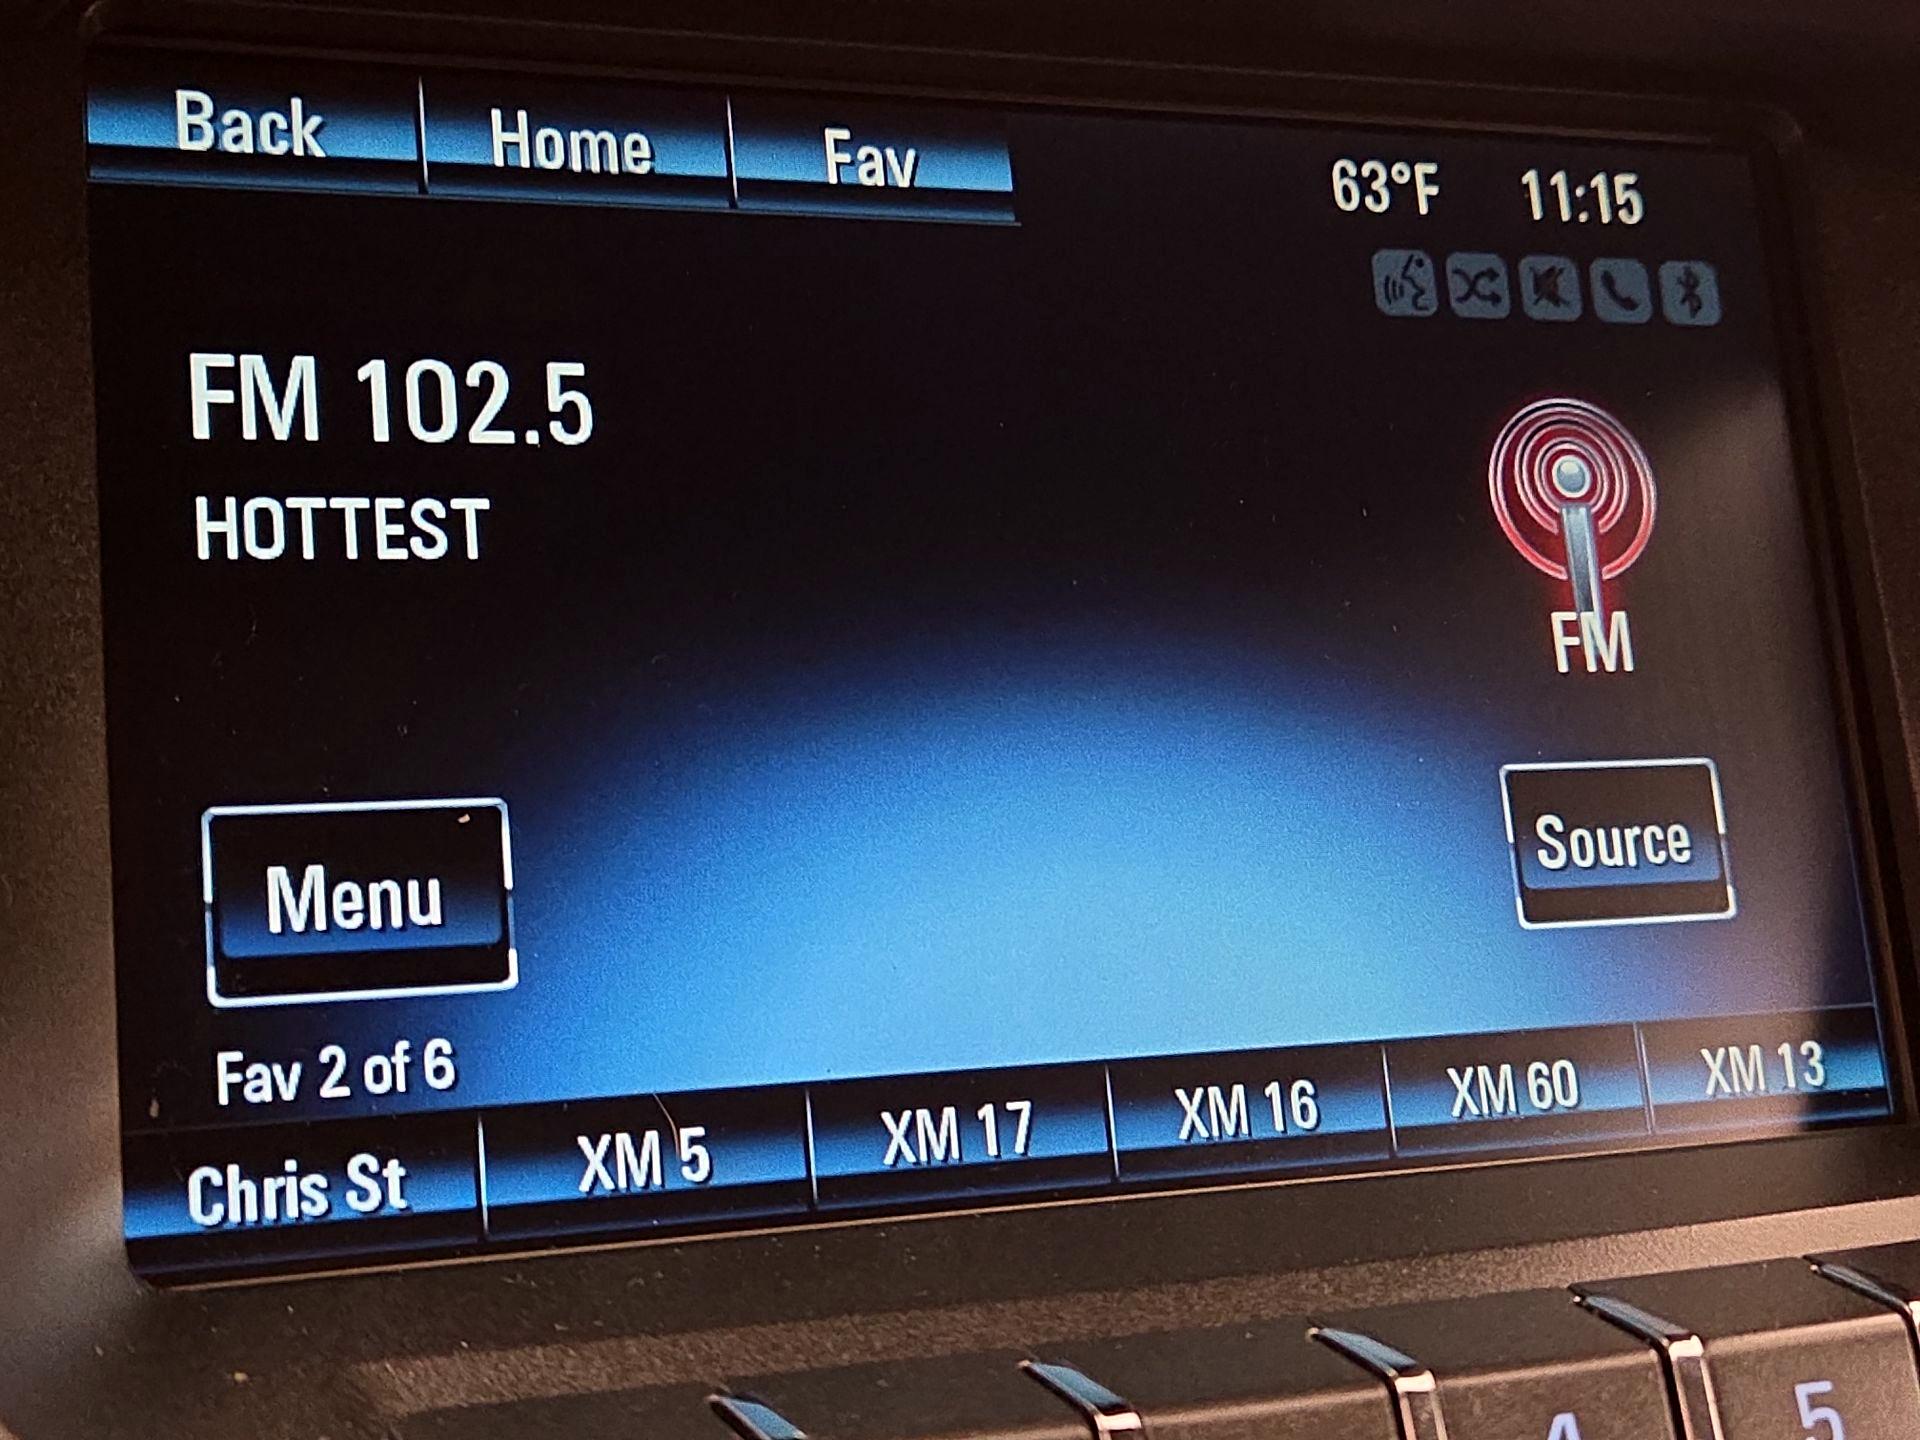 Back Home Fav
63°F 11:15
FM 102.5
HOTTEST
FM
Menu
Source
Fav 2 of 6
Chris St XM 5 XM 17 XM 16 XM 60 XM 13
4 5